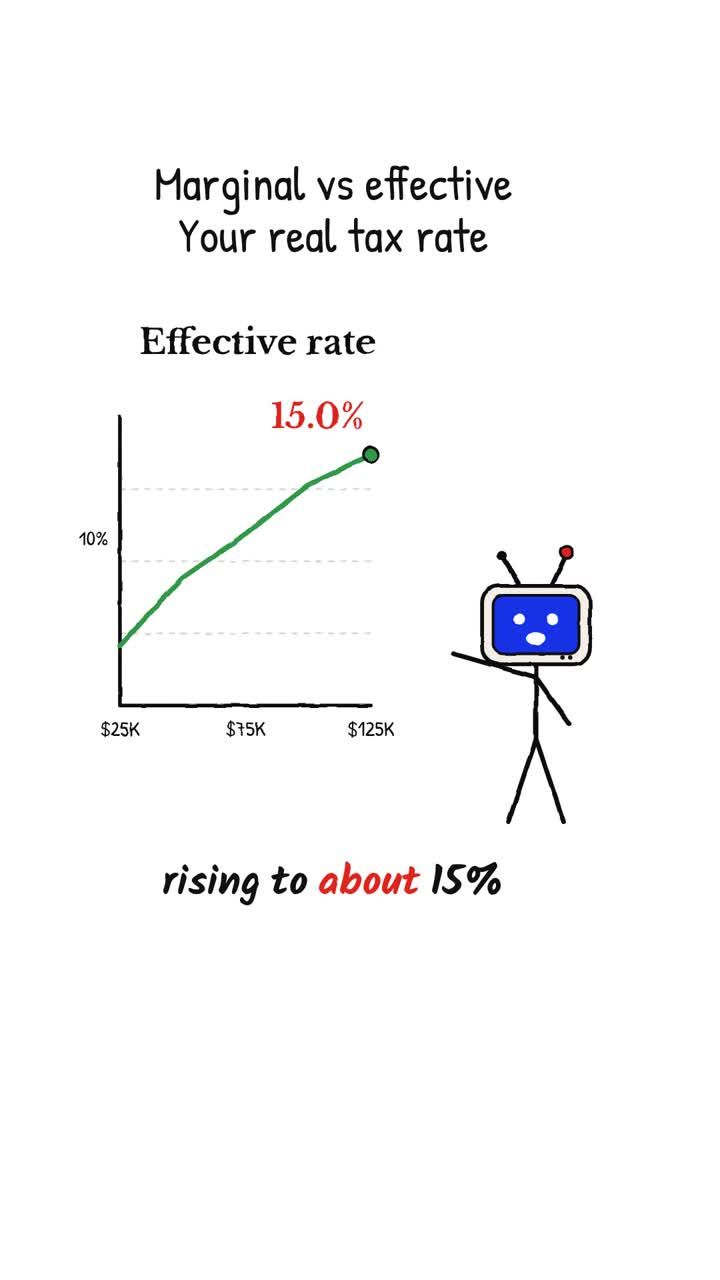 Marginal vs effective
Your real tax rate
Effective rate
15.0%
10%
$25K $75K $125K
rising to about 15%